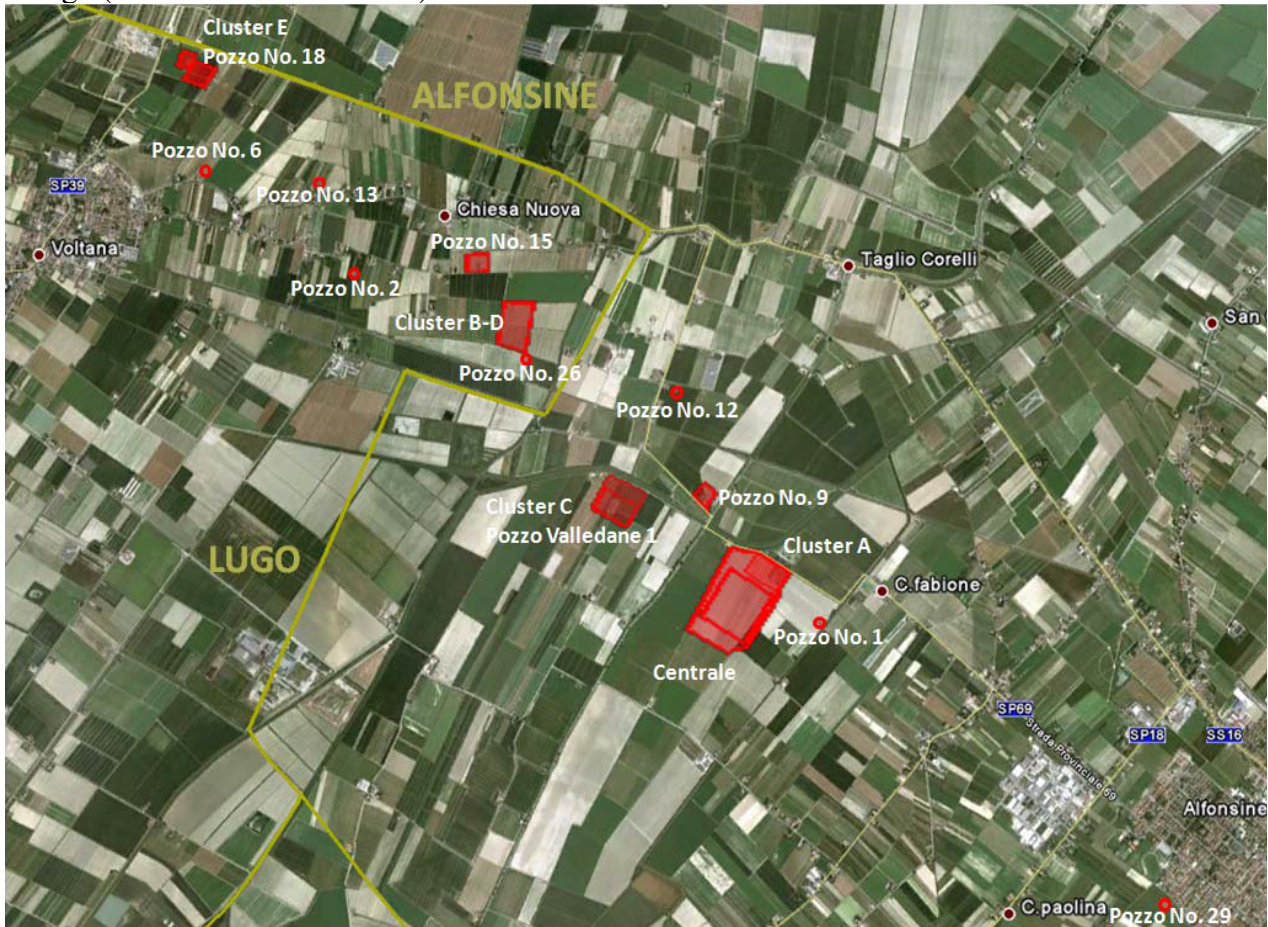 Cluster E
Pozzo No. 18
ALFONSINE
Pozzo No. 6
SP39
Pozzo No. 13
Chiesa Nuova
Voltana
Pozzo No. 15
Taglio Corelli
Pozzo No. 2
Cluster B-D
San
Pozzo No. 26
Pozzo No. 12
Cluster C
Pozzo Valledane 1
Pozzo No. 9
Cluster A
LUGO
C.fabione
Pozzo No. 1
Centrale
SP69
SP18
SS16
Strada Provinciale 69
Alfonsine
C.paolina
Pozzo No. 29